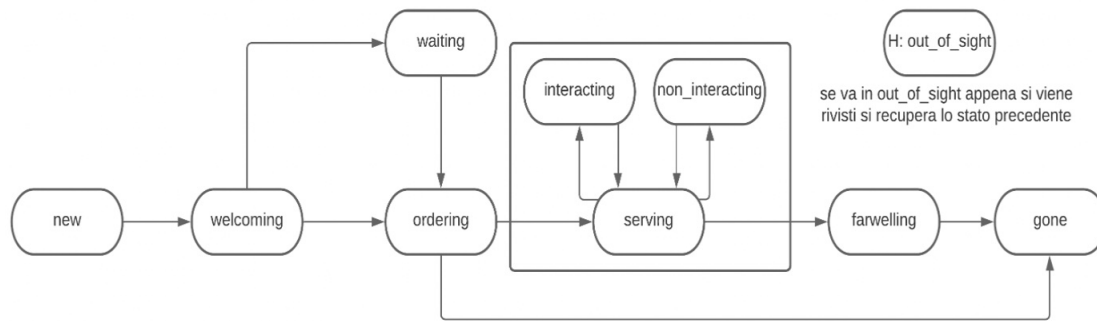 waiting
H: out_of_sight
interacting
non_interacting
se va in out_of_sight appena si viene
rivisti si recupera lo stato precedente
new
welcoming
ordering
serving
farwelling
gone